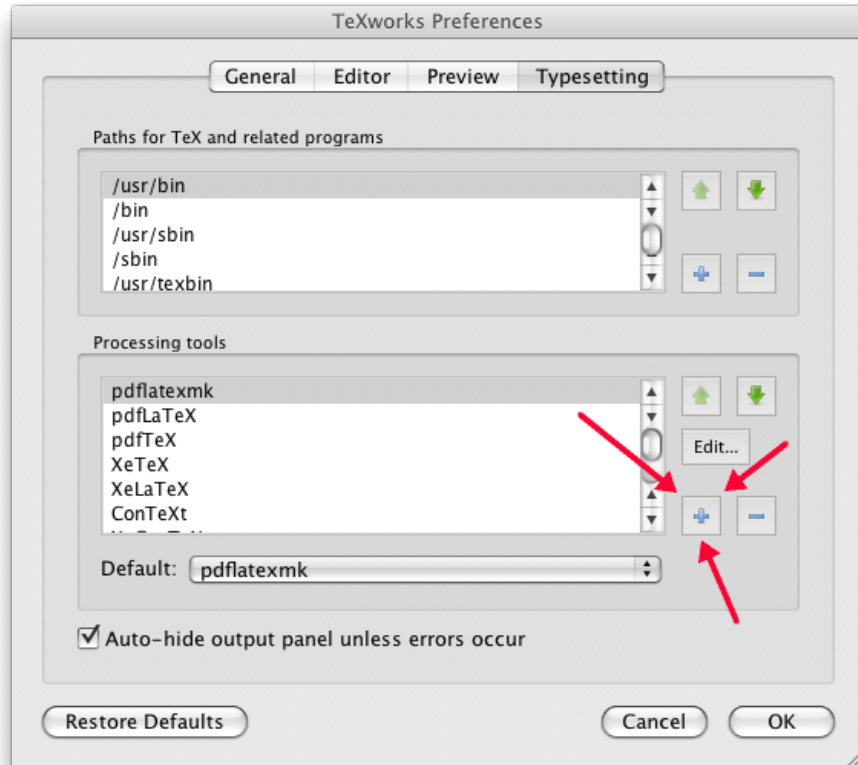 TeXworks Preferences
General Editor Preview Typesetting
Paths for TeX and related programs
/usr/bin
/bin
/usr/sbin
/sbin
/usr/texbin
Processing tools
pdflatexmk
pdfLaTeX
pdfTeX
Edit...
XeTeX
XeLaTeX
ConTeXt
Default: pdflatexmk
Auto-hide output panel unless errors occur
Restore Defaults Cancel OK